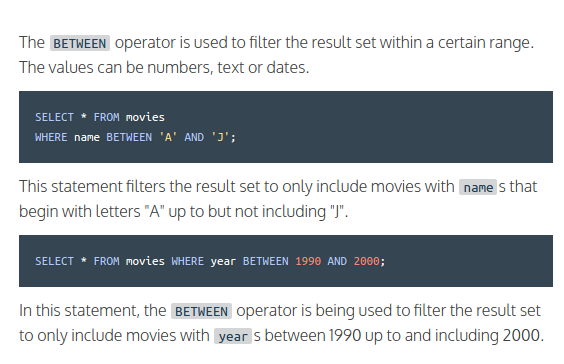 The BETWEEN operator is used to filter the result set within a certain range.
The values can be numbers, text or dates.
SELECT * FROM movies
WHERE name BETWEEN 'A' AND 'J';
This statement filters the result set to only include movies with name s that
begin with letters "A" up to but not including "J".
SELECT * FROM movies WHERE year BETWEEN 1990 AND 2000;
In this statement, the BETWEEN operator is being used to filter the result set
to only include movies with year s between 1990 up to and including 2000.